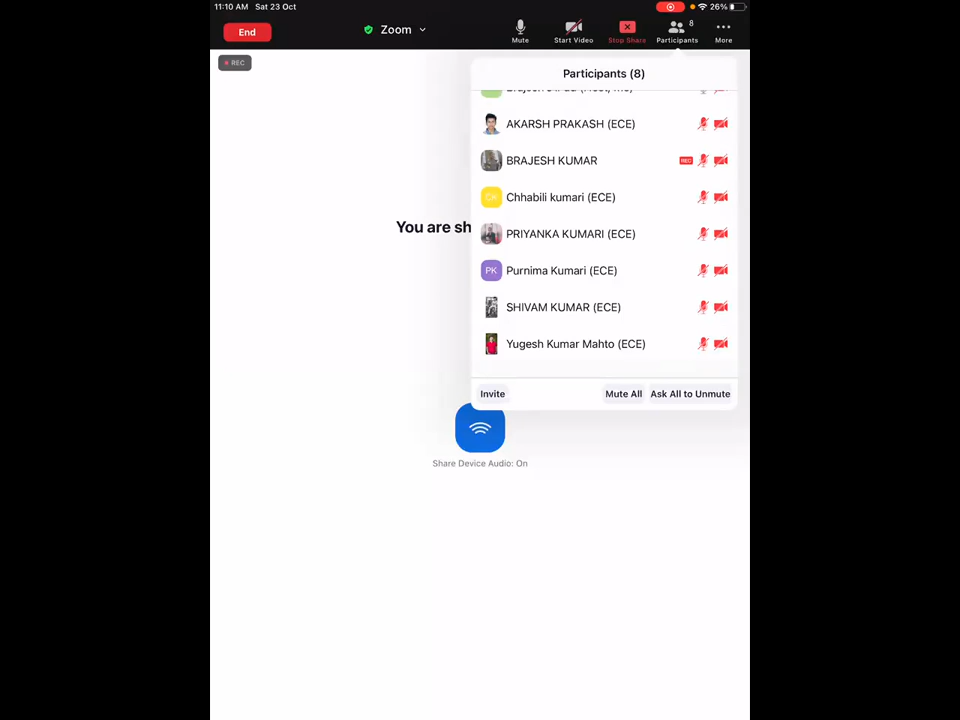 11:10 AM Sat 23 Oct
26%
End
Zoom
Mute
Start Video
Stop Share
8
Participants
More
REC
Participants (8)
AKARSH PRAKASH (ECE)
BRAJESH KUMAR
REC
CK Chhabili kumari (ECE)
PRIYANKA KUMARI (ECE)
PK Purnima Kumari (ECE)
SHIVAM KUMAR (ECE)
Yugesh Kumar Mahto (ECE)
You are sh
Invite
Mute All
Ask All to Unmute
Share Device Audio: On